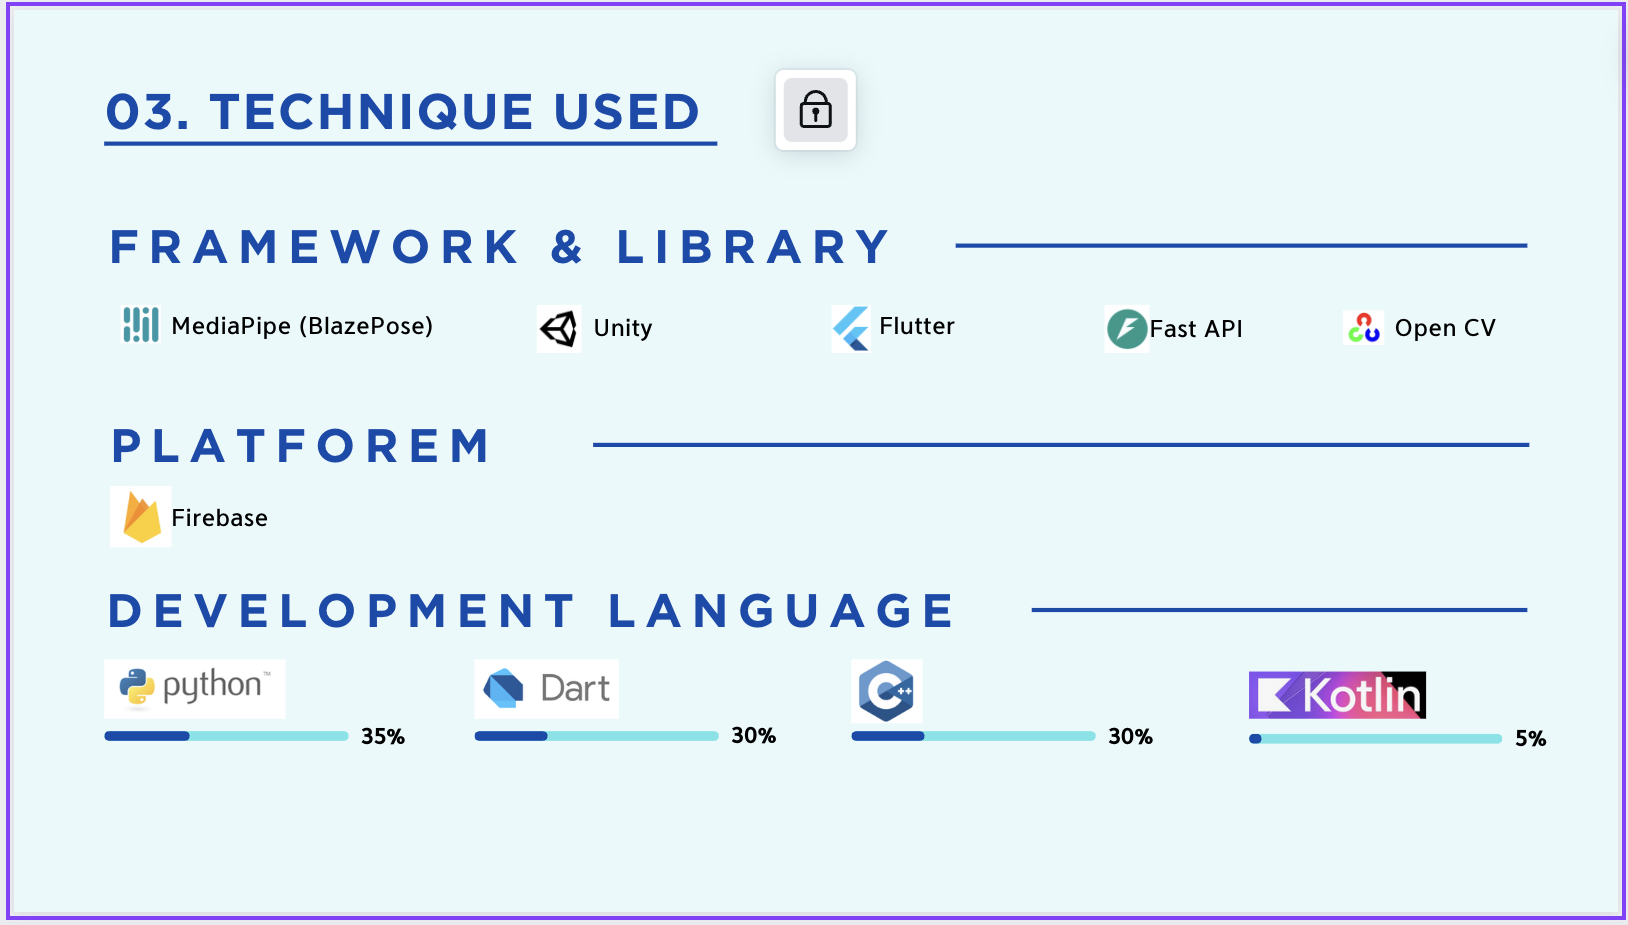 03. TECHNIQUE USED
FRAMEWORK & LIBRARY
MediaPipe (BlazePose) Unity Flutter Fast API Open CV
PLATFOREM
Firebase
DEVELOPMENT LANGUAGE
python™ Dart C++ Kotlin
35% 30% 30% 5%